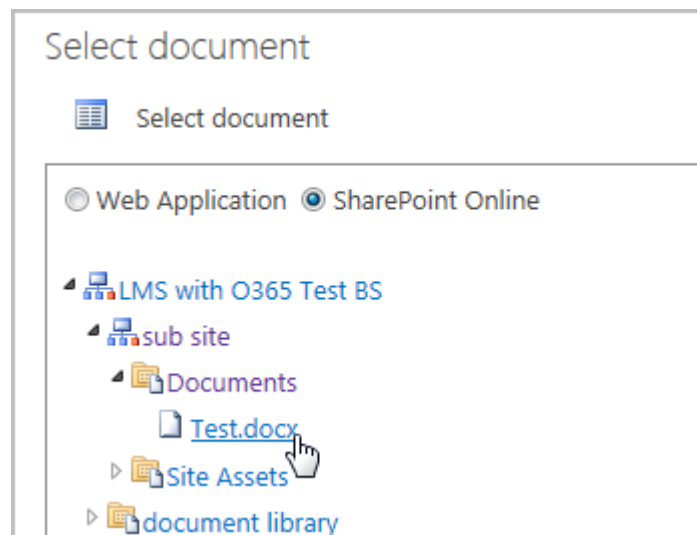 Select document
Select document
Web Application SharePoint Online
LMS with O365 Test BS
sub site
Documents
Test.docx
Site Assets
document library